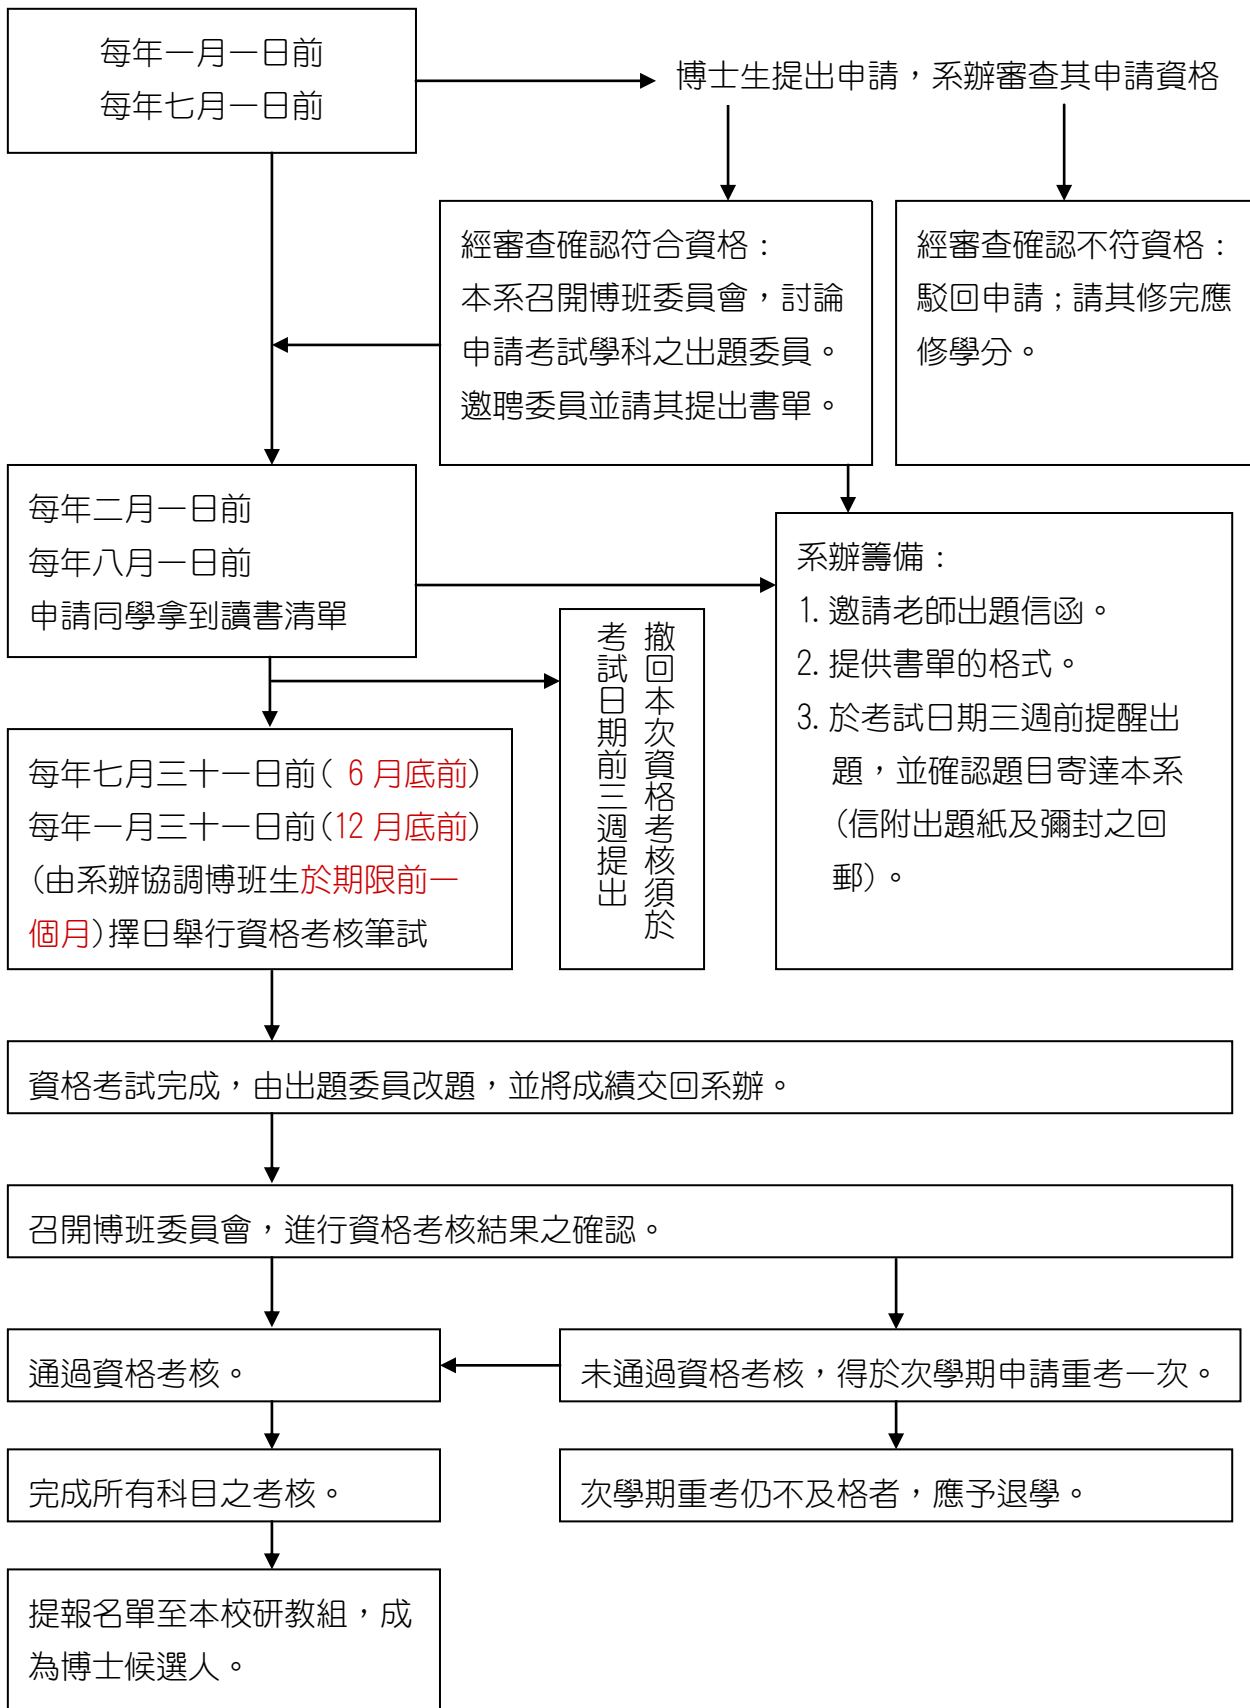 每年一月一日前
每年七月一日前
博士生提出申請，系辦審查其申請資格
經審查確認符合資格：
本系召開博班委員會，討論
申請考試學科之出題委員。
邀聘委員並請其提出書單。
經審查確認不符資格：
駁回申請；請其修完應
修學分。
每年二月一日前
每年八月一日前
申請同學拿到讀書清單
系辦籌備：
1. 邀請老師出題信函。
2. 提供書單的格式。
3. 於考試日期三週前提醒出
題，並確認題目寄達本系
(信附出題紙及彌封之回
郵)。
撤回本次資格考核須於
考試日期前三週提出
每年七月三十一日前( 6 月底前)
每年一月三十一日前(12 月底前)
(由系辦協調博班生於期限前一
個月)擇日舉行資格考核筆試
資格考試完成，由出題委員改題，並將成績交回系辦。
召開博班委員會，進行資格考核結果之確認。
通過資格考核。
未通過資格考核，得於次學期申請重考一次。
完成所有科目之考核。
次學期重考仍不及格者，應予退學。
提報名單至本校研教組，成
為博士候選人。